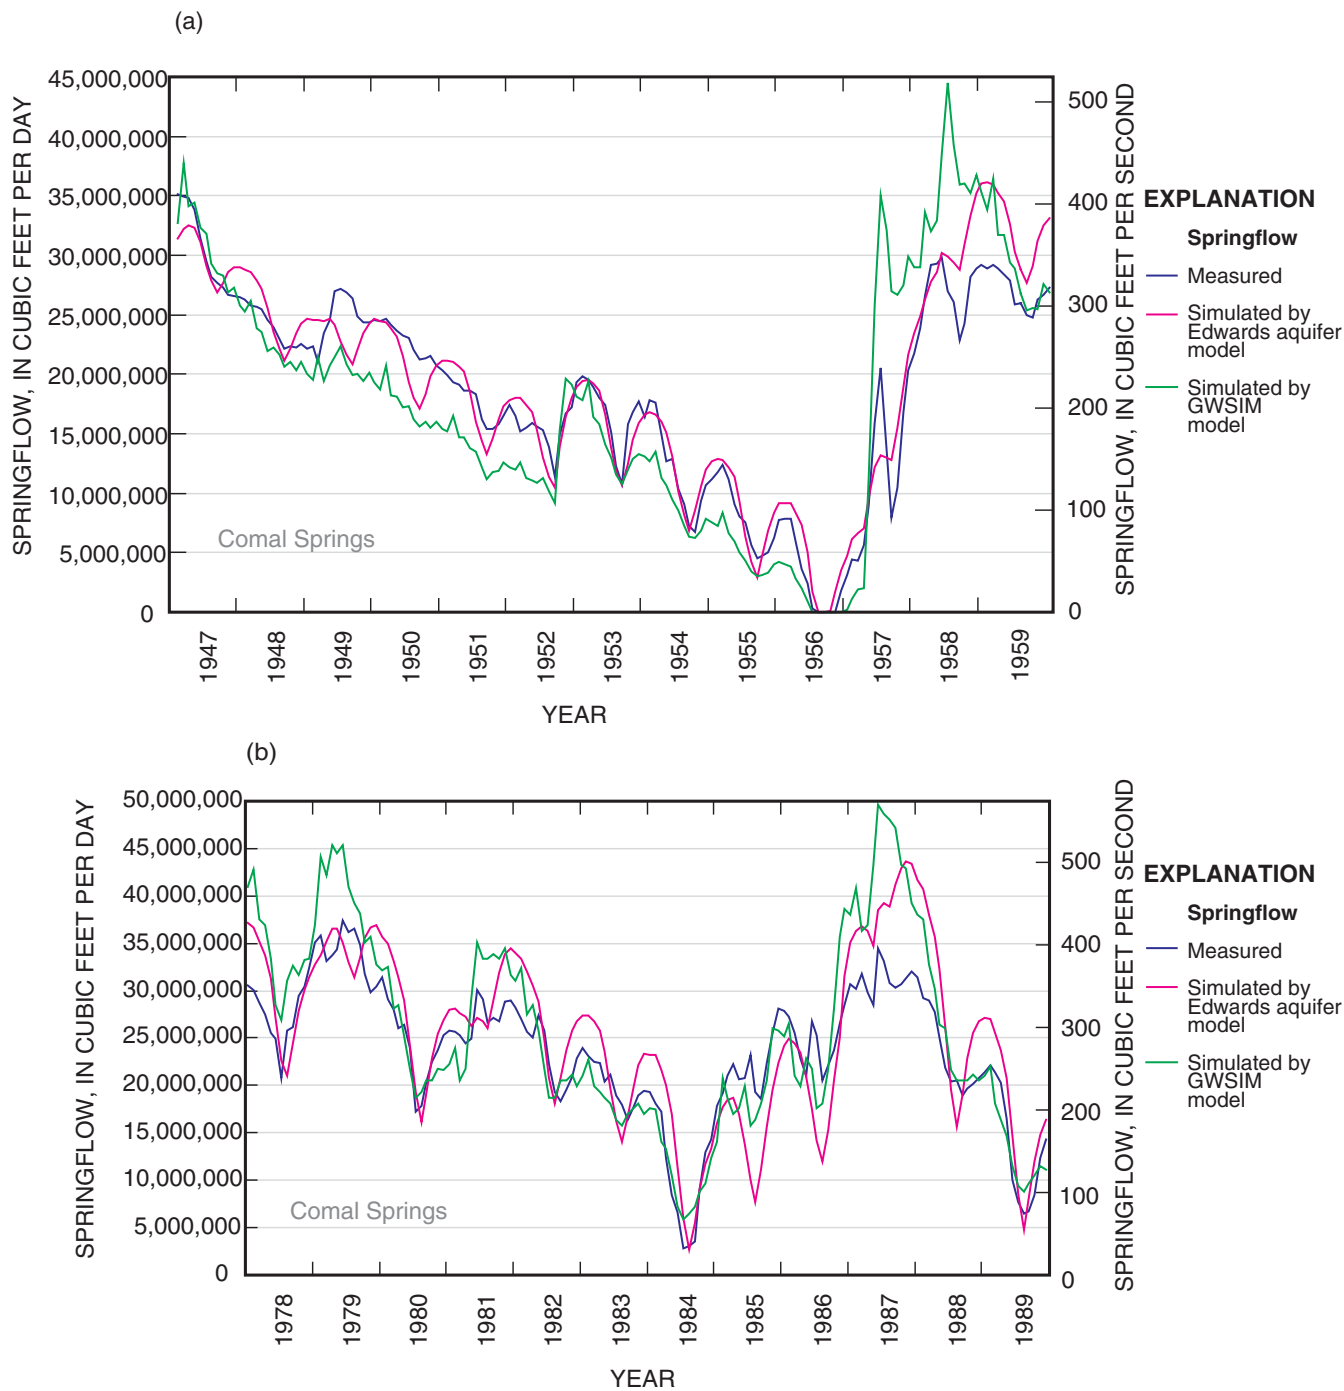 (a)
SPRINGFLOW, IN CUBIC FEET PER DAY
45,000,000
40,000,000
35,000,000
30,000,000
25,000,000
20,000,000
15,000,000
10,000,000
5,000,000
0
Comal Springs
500
400
300
200
100
0
SPRINGFLOW, IN CUBIC FEET PER SECOND
1947
1948
1949
1950
1951
1952
1953
1954
1955
1956
1957
1958
1959
YEAR
EXPLANATION
Springflow
Measured
Simulated by
Edwards aquifer
model
Simulated by
GWSIM
model
(b)
SPRINGFLOW, IN CUBIC FEET PER DAY
50,000,000
45,000,000
40,000,000
35,000,000
30,000,000
25,000,000
20,000,000
15,000,000
10,000,000
5,000,000
0
Comal Springs
500
400
300
200
100
0
SPRINGFLOW, IN CUBIC FEET PER SECOND
1978
1979
1980
1981
1982
1983
1984
1985
1986
1987
1988
1989
YEAR
EXPLANATION
Springflow
Measured
Simulated by
Edwards aquifer
model
Simulated by
GWSIM
model